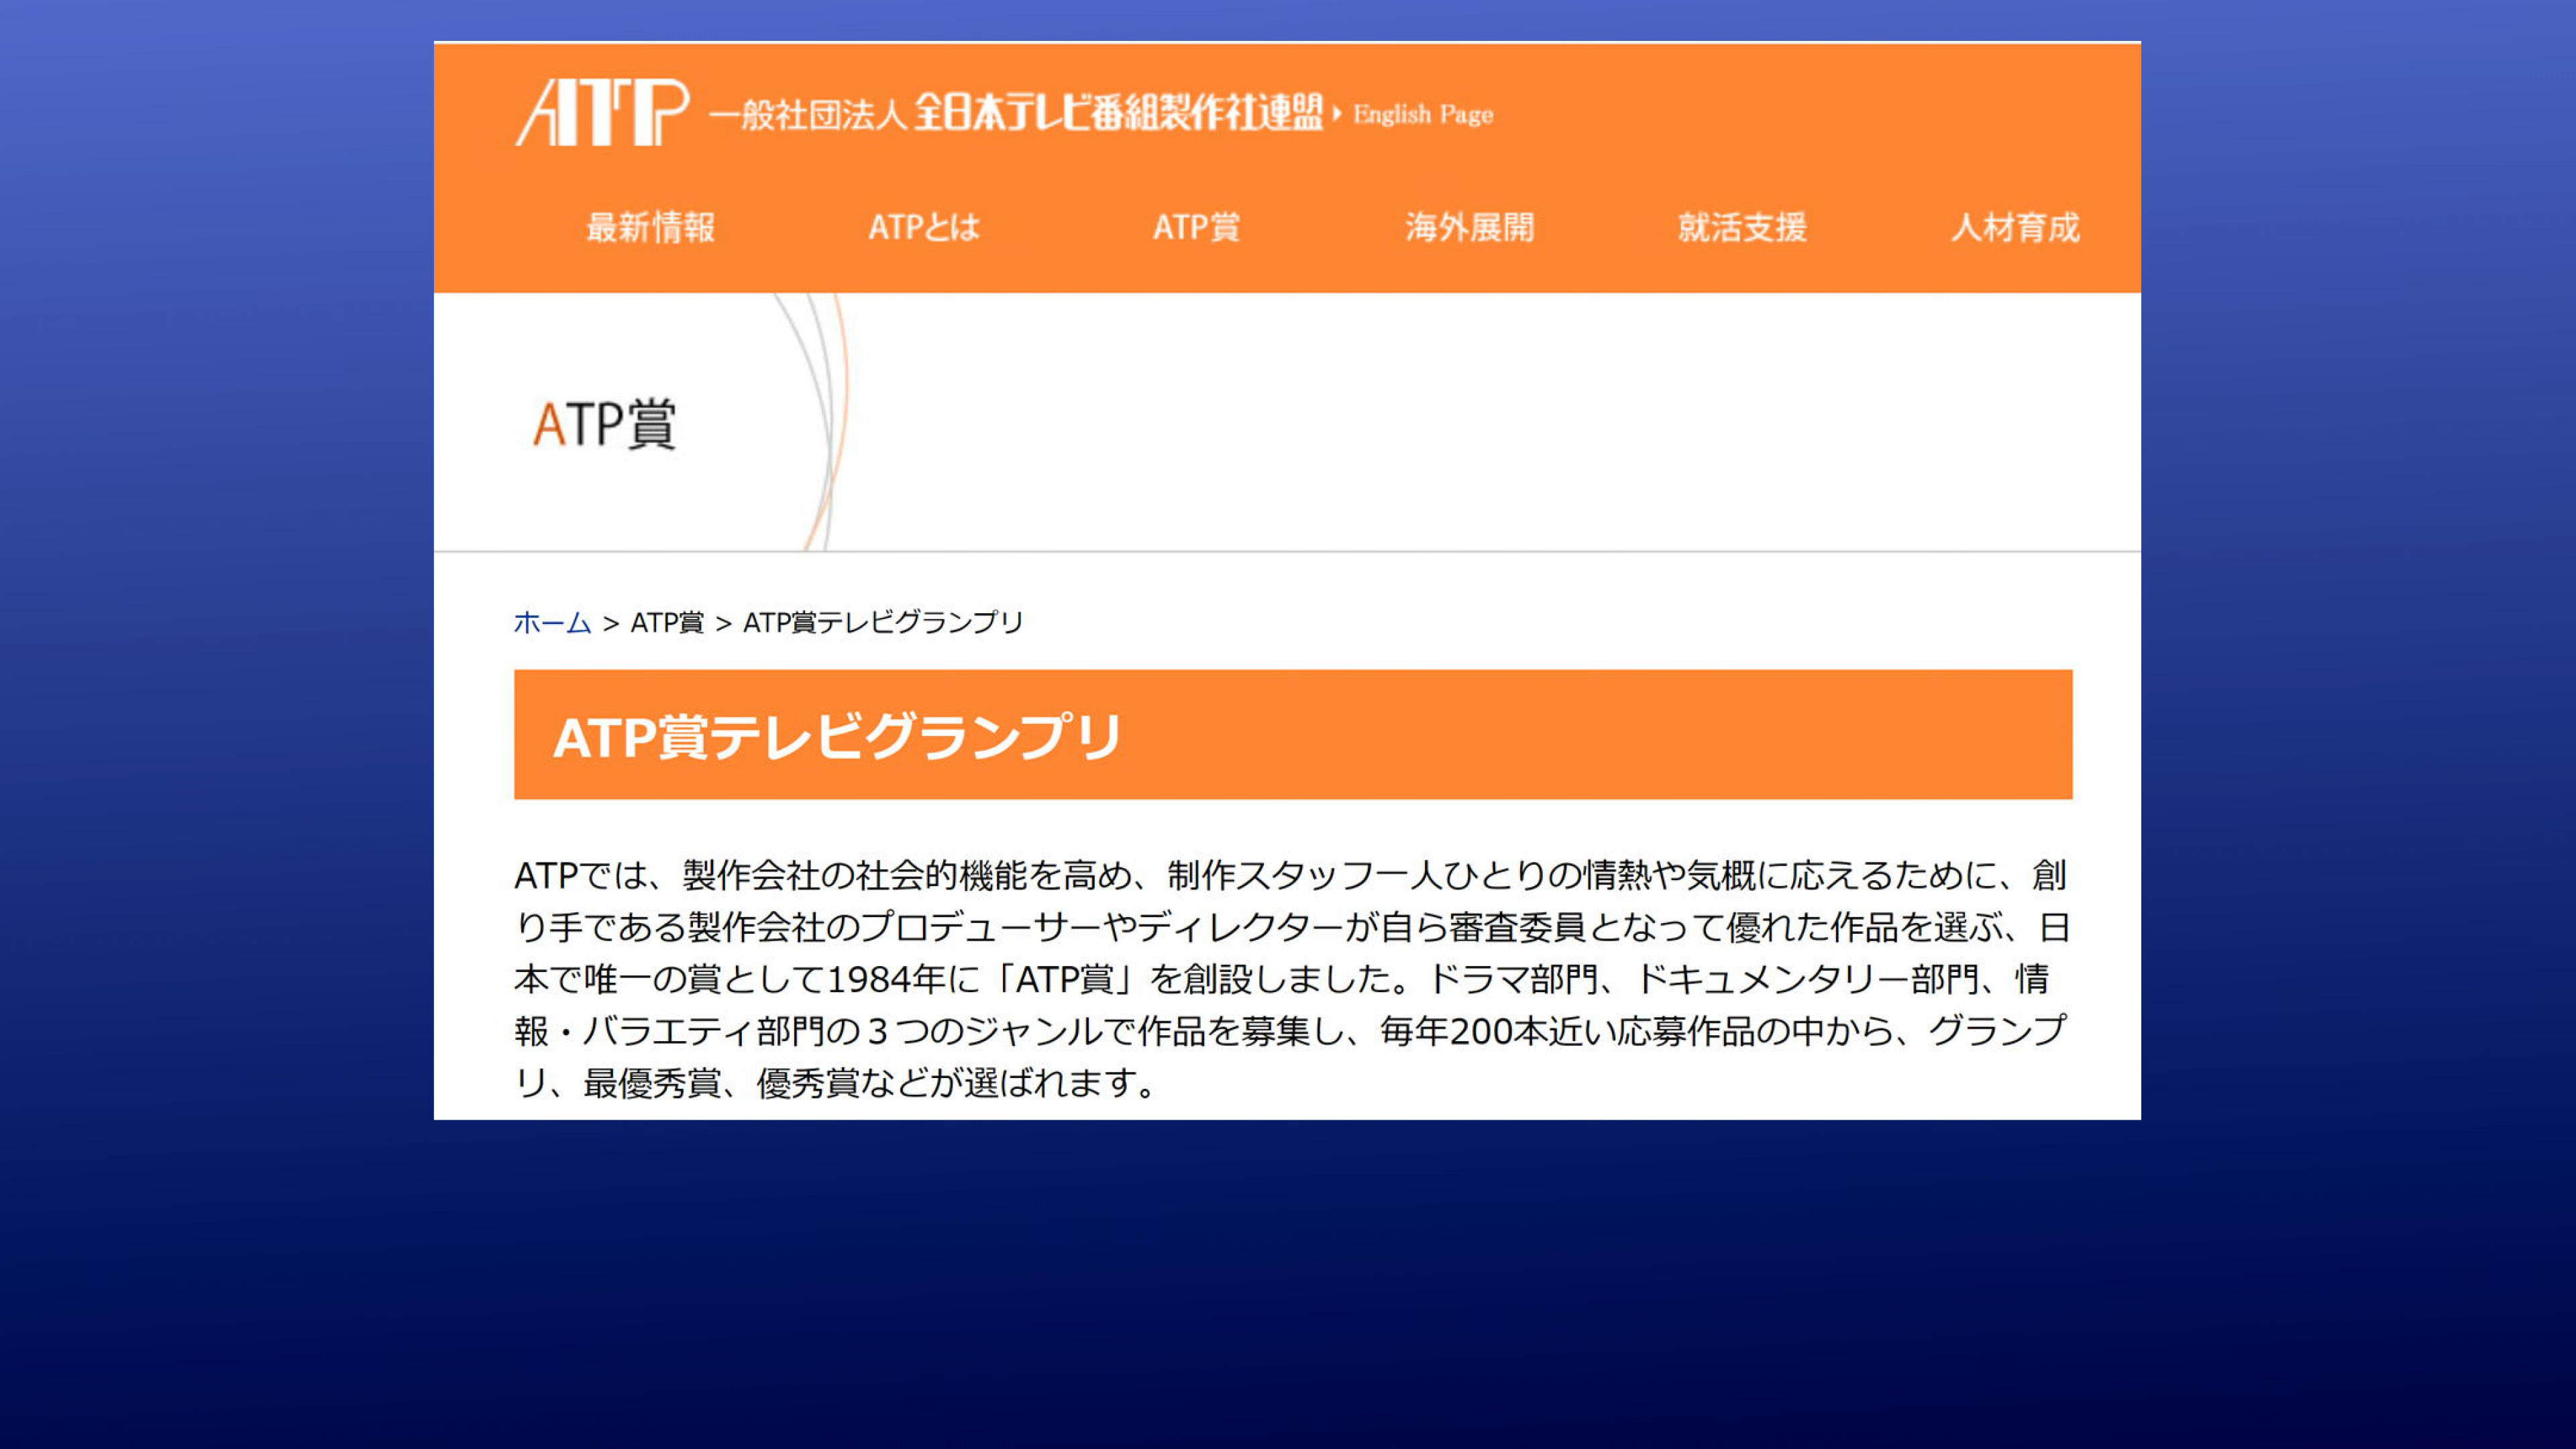 ATP 一般社団法人 全日本テレビ番組製作社連盟 English Page
最新情報 ATPとは ATP賞 海外展開 就活支援 人材育成
ATP賞
ホーム > ATP賞 > ATP賞テレビグランプリ
ATP賞テレビグランプリ
ATPでは、製作会社の社会的機能を高め、制作スタッフ一人ひとりの情熱や気概に応えるために、創
り手である製作会社のプロデューサーやディレクターが自ら審査委員となって優れた作品を選ぶ、日
本で唯一の賞として1984年に「ATP賞」を創設しました。ドラマ部門、ドキュメンタリー部門、情
報・バラエティ部門の３つのジャンルで作品を募集し、毎年200本近い応募作品の中から、グランプ
リ、最優秀賞、優秀賞などが選ばれます。